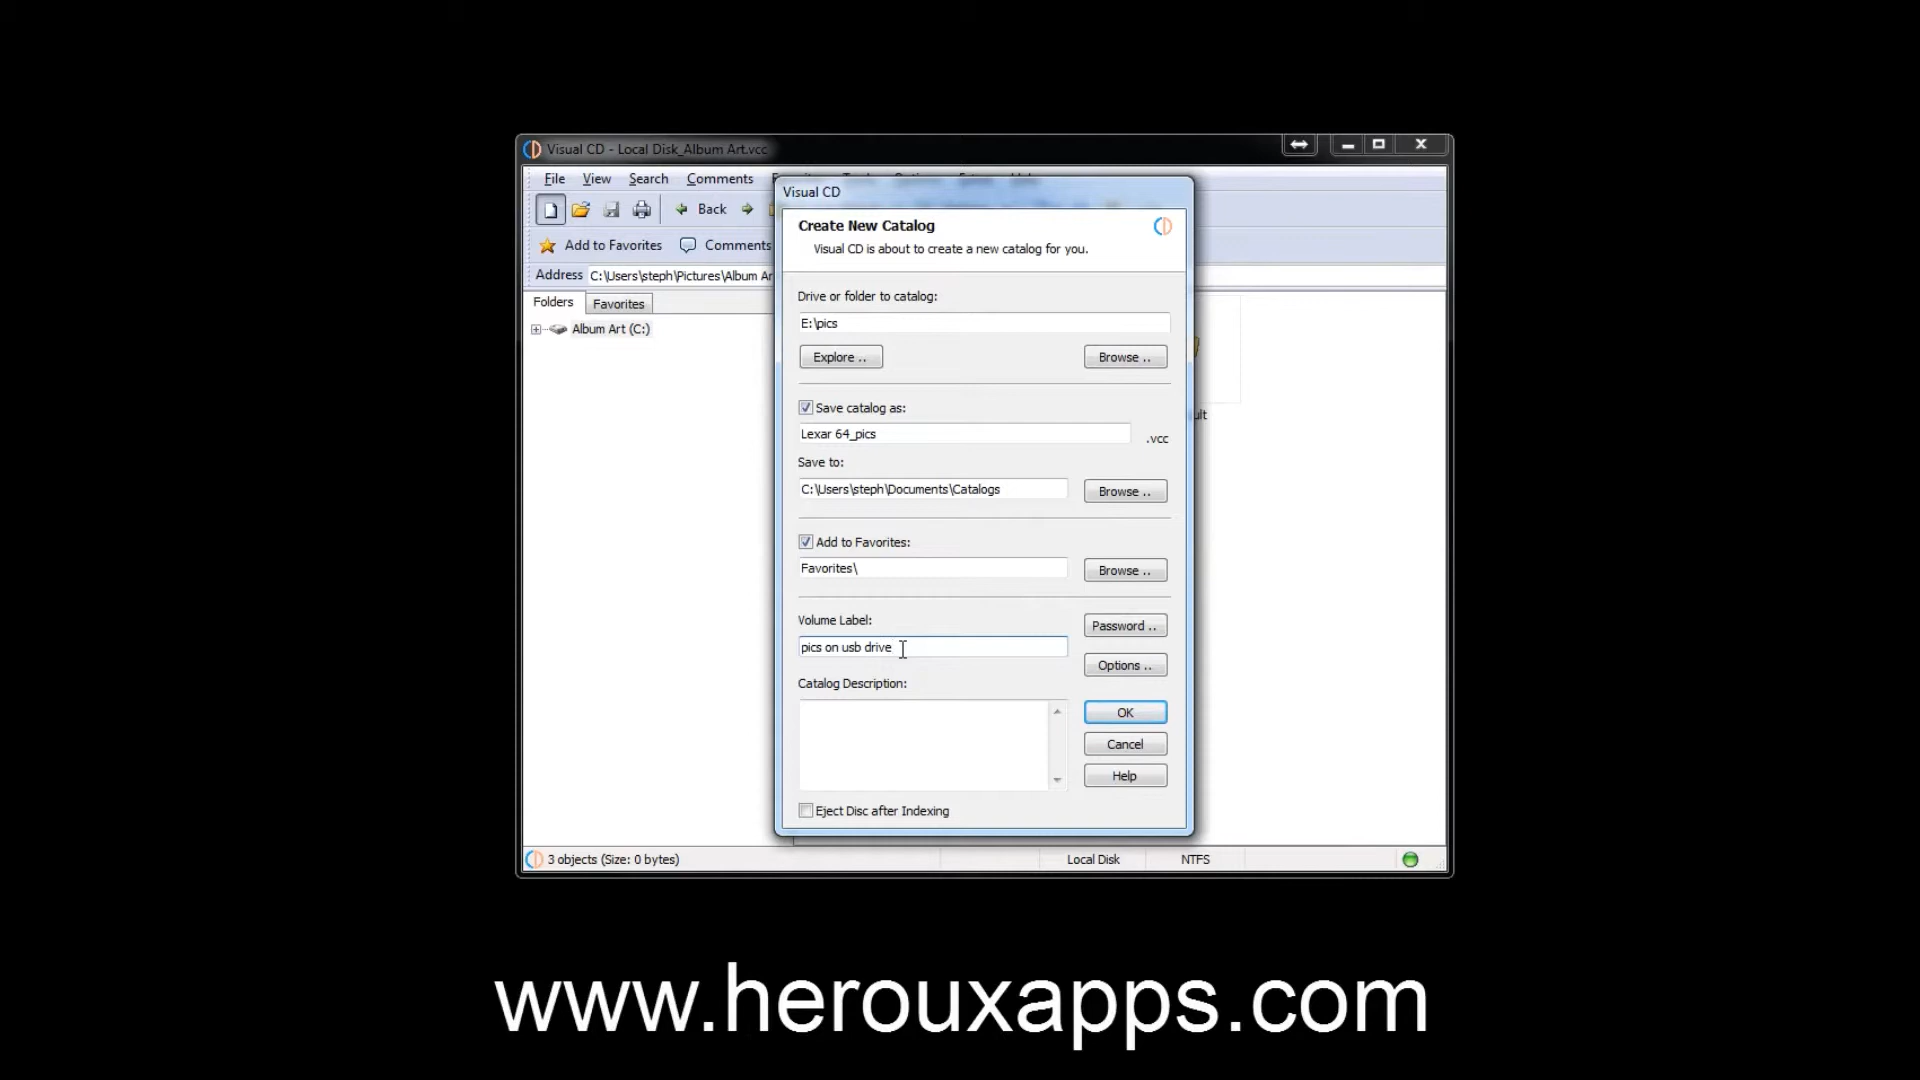 Visual CD - Local Disk_Album Art.vcc
File View Search Comments
Back
Add to Favorites Comments
Address C:\Users\steph\Pictures\Album Ar
Folders Favorites
Album Art (C:)
Visual CD
Create New Catalog
Visual CD is about to create a new catalog for you.
Drive or folder to catalog:
E:\pics
Explore .. Browse ..
Save catalog as:
Lexar 64_pics .vcc
Save to:
C:\Users\steph\Documents\Catalogs Browse ..
Add to Favorites:
Favorites\ Browse ..
Volume Label: Password ..
pics on usb drive
Options ..
Catalog Description:
OK
Cancel
Help
Eject Disc after Indexing
ult
3 objects (Size: 0 bytes) Local Disk NTFS
www.herouxapps.com